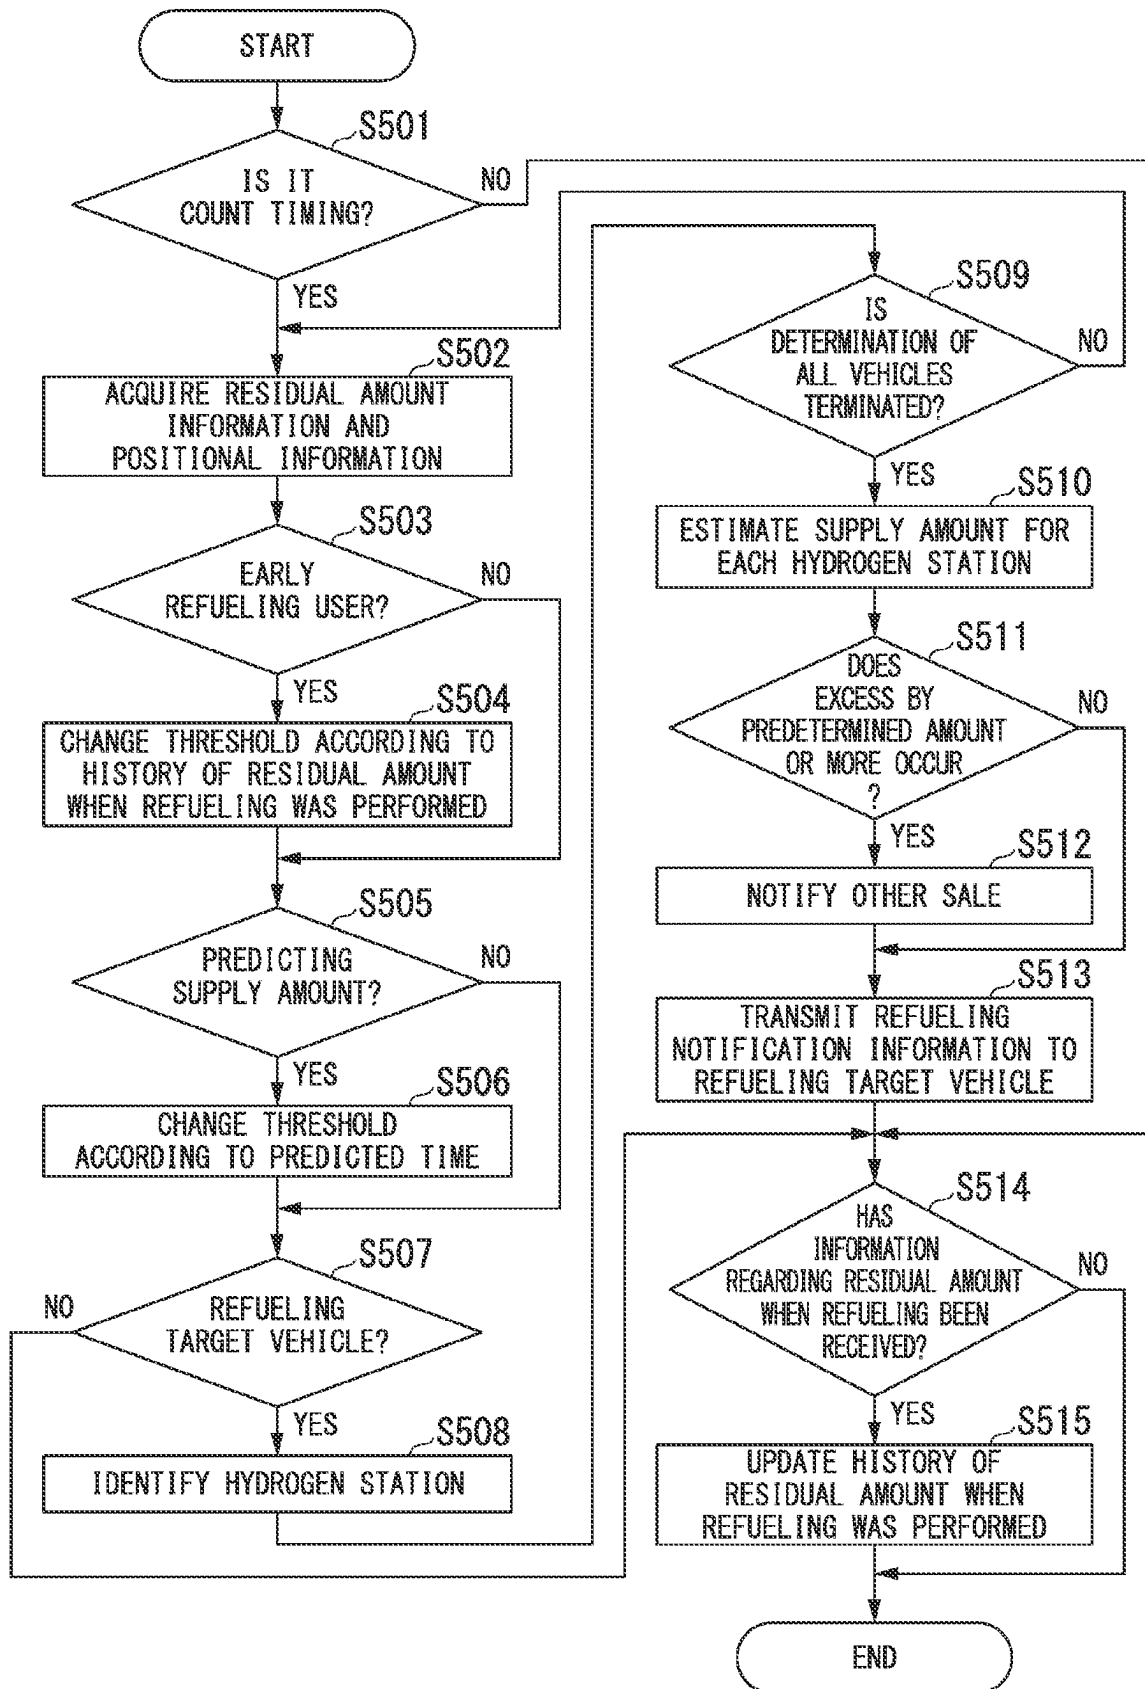 START
S501
IS IT
COUNT TIMING?
NO
YES
S502
ACQUIRE RESIDUAL AMOUNT
INFORMATION AND
POSITIONAL INFORMATION
S503
EARLY
REFUELING USER?
NO
YES
S504
CHANGE THRESHOLD ACCORDING TO
HISTORY OF RESIDUAL AMOUNT
WHEN REFUELING WAS PERFORMED
S505
PREDICTING
SUPPLY AMOUNT?
NO
YES
S506
CHANGE THRESHOLD
ACCORDING TO PREDICTED TIME
S507
NO
REFUELING
TARGET VEHICLE?
YES
S508
IDENTIFY HYDROGEN STATION
S509
IS
DETERMINATION OF
ALL VEHICLES
TERMINATED?
NO
YES
S510
ESTIMATE SUPPLY AMOUNT FOR
EACH HYDROGEN STATION
S511
DOES
EXCESS BY
PREDETERMINED AMOUNT
OR MORE OCCUR
?
NO
YES
S512
NOTIFY OTHER SALE
S513
TRANSMIT REFUELING
NOTIFICATION INFORMATION TO
REFUELING TARGET VEHICLE
S514
HAS
INFORMATION
REGARDING RESIDUAL AMOUNT
WHEN REFUELING BEEN
RECEIVED?
NO
YES
S515
UPDATE HISTORY OF
RESIDUAL AMOUNT WHEN
REFUELING WAS PERFORMED
END